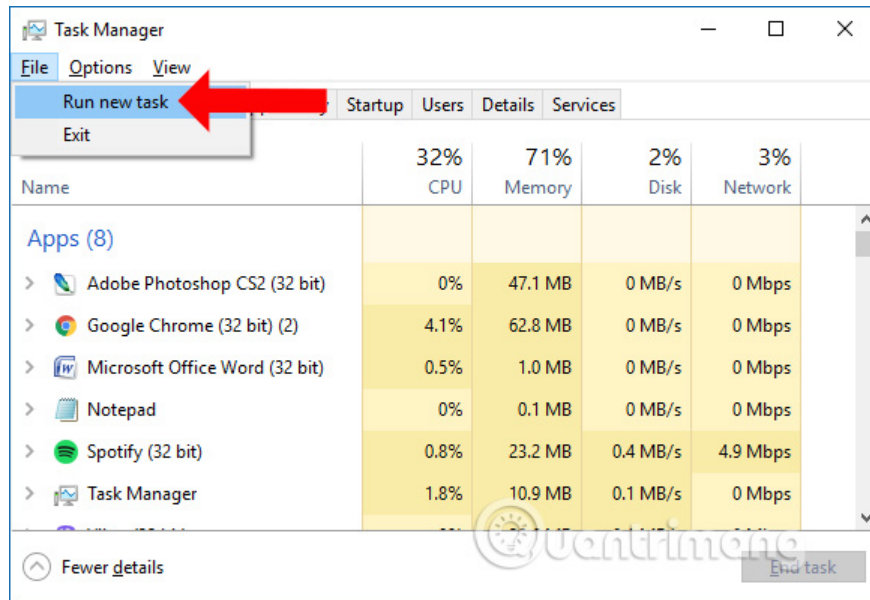 Task Manager
File Options View
Run new task
Startup Users Details Services
Exit
32% 71% 2% 3%
Name CPU Memory Disk Network
Apps (8)
Adobe Photoshop CS2 (32 bit) 0% 47.1 MB 0 MB/s 0 Mbps
Google Chrome (32 bit) (2) 4.1% 62.8 MB 0 MB/s 0 Mbps
Microsoft Office Word (32 bit) 0.5% 1.0 MB 0 MB/s 0 Mbps
Notepad 0% 0.1 MB 0 MB/s 0 Mbps
Spotify (32 bit) 0.8% 23.2 MB 0.4 MB/s 4.9 Mbps
Task Manager 1.8% 10.9 MB 0.1 MB/s 0 Mbps
Quantrimang
Fewer details End task